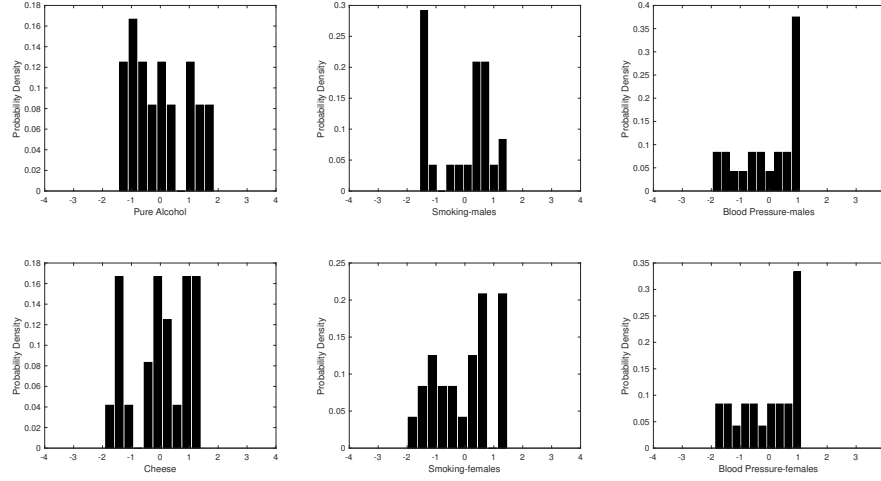 0.18
0.16
0.14
0.12
0.1
0.08
0.06
0.04
0.02
0
Probability Density
-4 -3 -2 -1 0 1 2 3 4
Pure Alcohol
0.3
0.25
0.2
0.15
0.1
0.05
0
Probability Density
-4 -3 -2 -1 0 1 2 3 4
Smoking-males
0.4
0.35
0.3
0.25
0.2
0.15
0.1
0.05
0
Probability Density
-4 -3 -2 -1 0 1 2 3
Blood Pressure-males
0.18
0.16
0.14
0.12
0.1
0.08
0.06
0.04
0.02
0
Probability Density
-4 -3 -2 -1 0 1 2 3 4
Cheese
0.25
0.2
0.15
0.1
0.05
0
Probability Density
-4 -3 -2 -1 0 1 2 3 4
Smoking-females
0.35
0.3
0.25
0.2
0.15
0.1
0.05
0
Probability Density
-4 -3 -2 -1 0 1 2 3
Blood Pressure-females